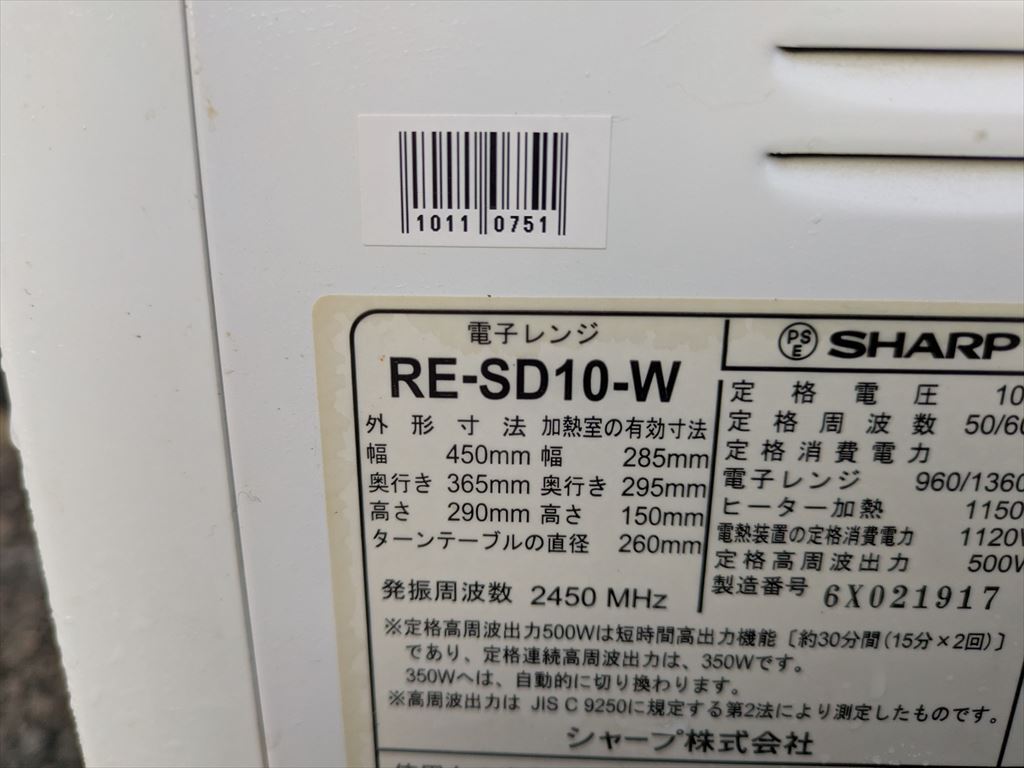 1011 0751
電子レンジ
RE-SD10-W
外形寸法 加熱室の有効寸法
幅 450mm 幅 285mm
奥行き 365mm 奥行き 295mm
高さ 290mm 高さ 150mm
ターンテーブルの直径 260mm
発振周波数 2450 MHz
PSE SHARP
定格電圧 10
定格周波数 50/60
定格消費電力
電子レンジ 960/1360
ヒーター加熱 1150
電熱装置の定格消費電力 1120W
定格高周波出力 500W
製造番号 6X021917
※定格高周波出力500Wは短時間高出力機能〔約30分間(15分×2回)〕
であり、定格連続高周波出力は、350Wです。
350Wへは、自動的に切り換わります。
※高周波出力は JIS C 9250に規定する第2法により測定したものです。
シャープ株式会社